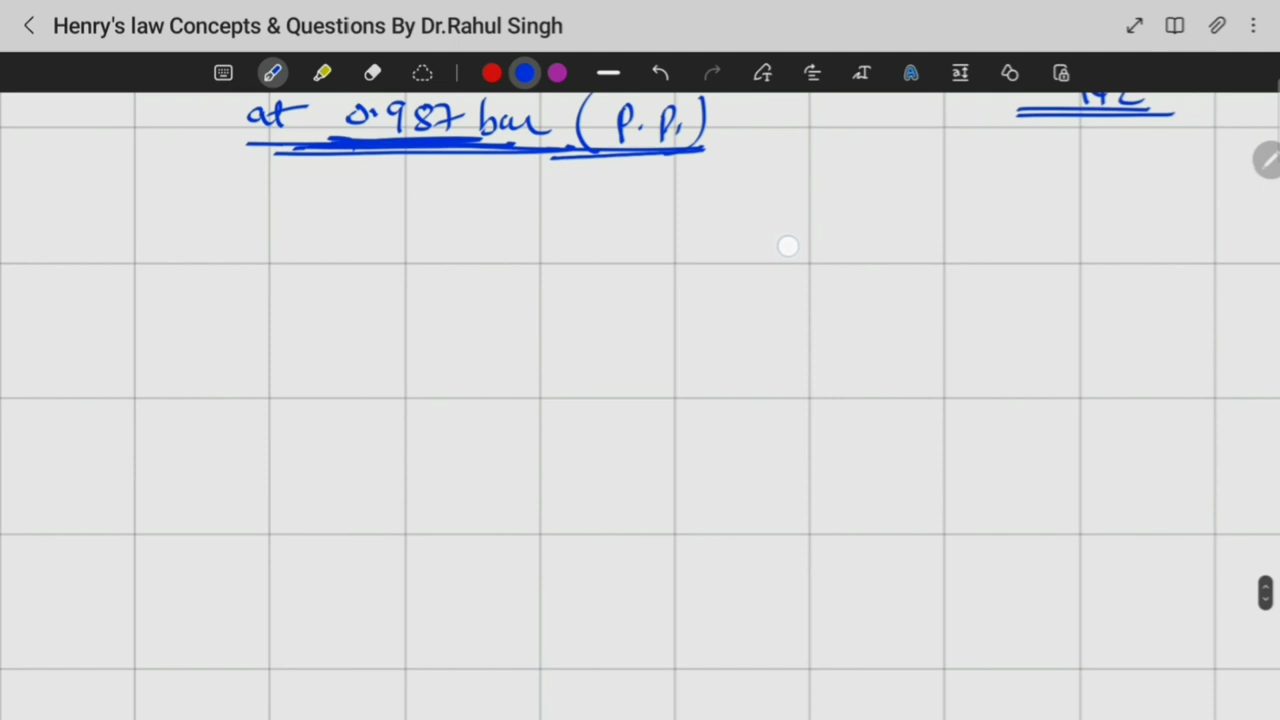 Henry's law Concepts & Questions By Dr.Rahul Singh
at 0.987 bar (p.p.)